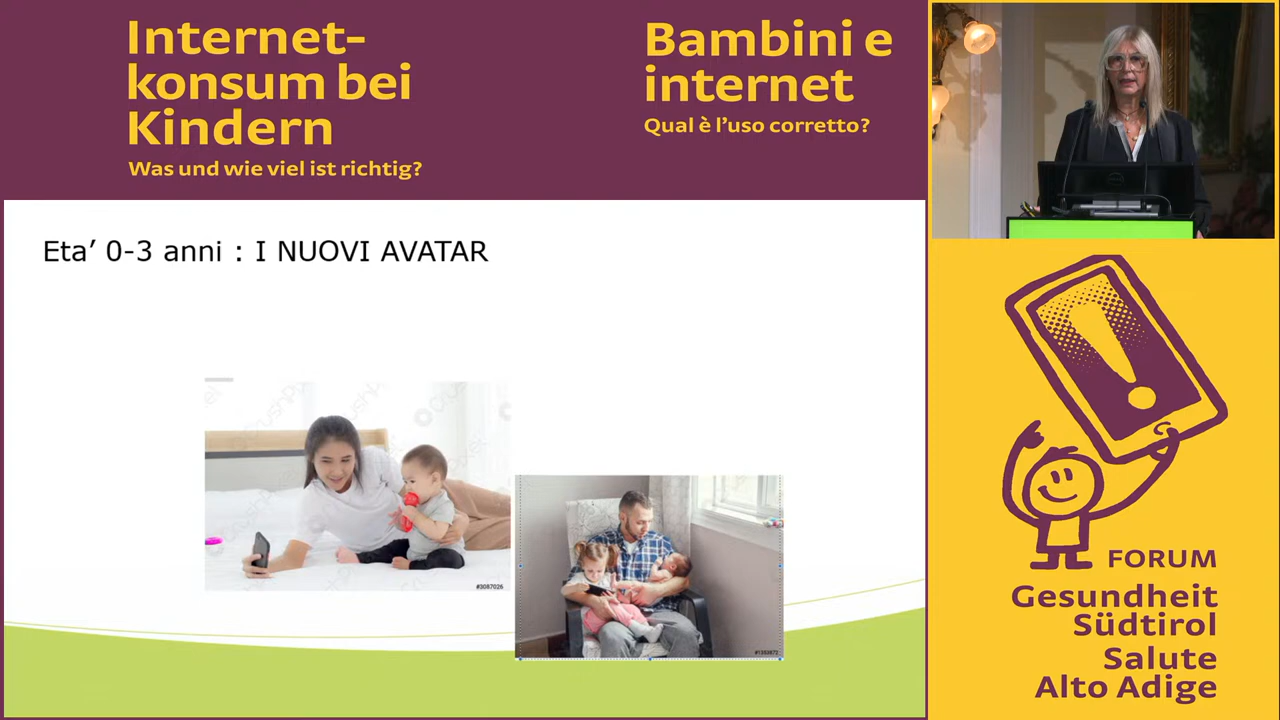 Internet-
konsum bei
Kindern
Was und wie viel ist richtig?
Bambini e
internet
Qual è l'uso corretto?
Eta' 0-3 anni : I NUOVI AVATAR
#3087026
FORUM
Gesundheit
Südtirol
Salute
Alto Adige